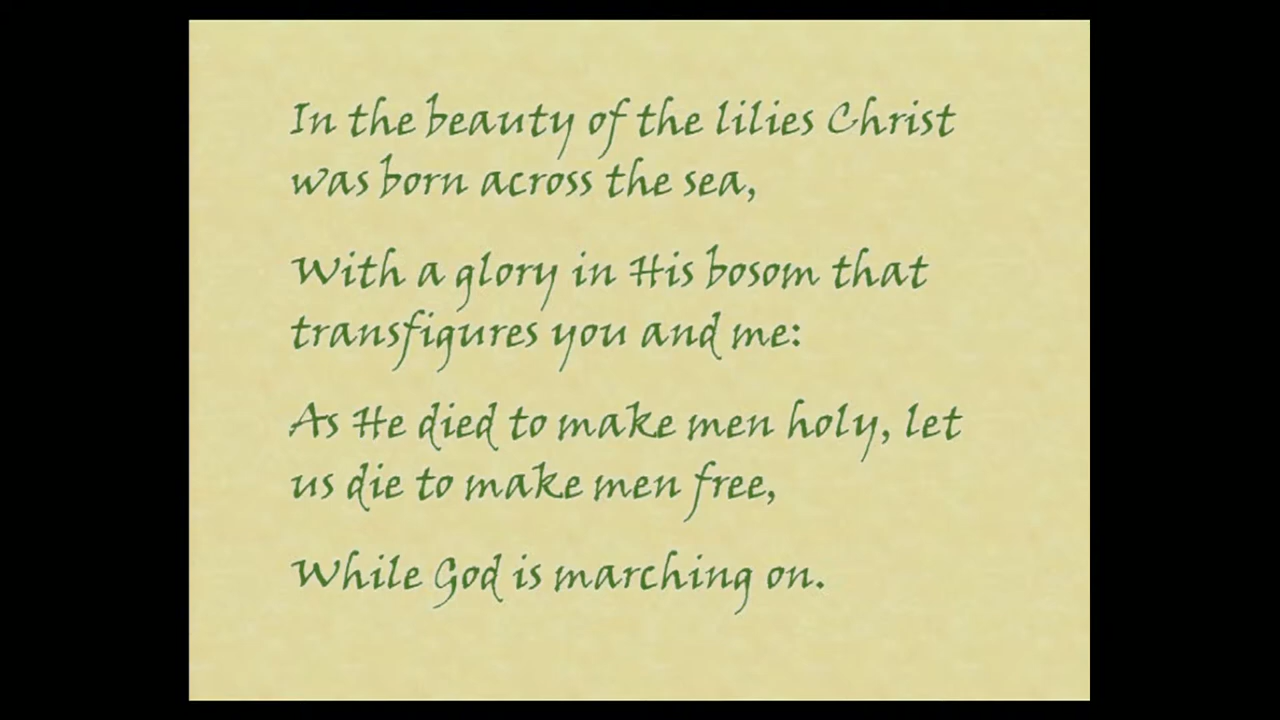 In the beauty of the lilies Christ
was born across the sea,
With a glory in His bosom that
transfigures you and me:
As He died to make men holy, let
us die to make men free,
While God is marching on.